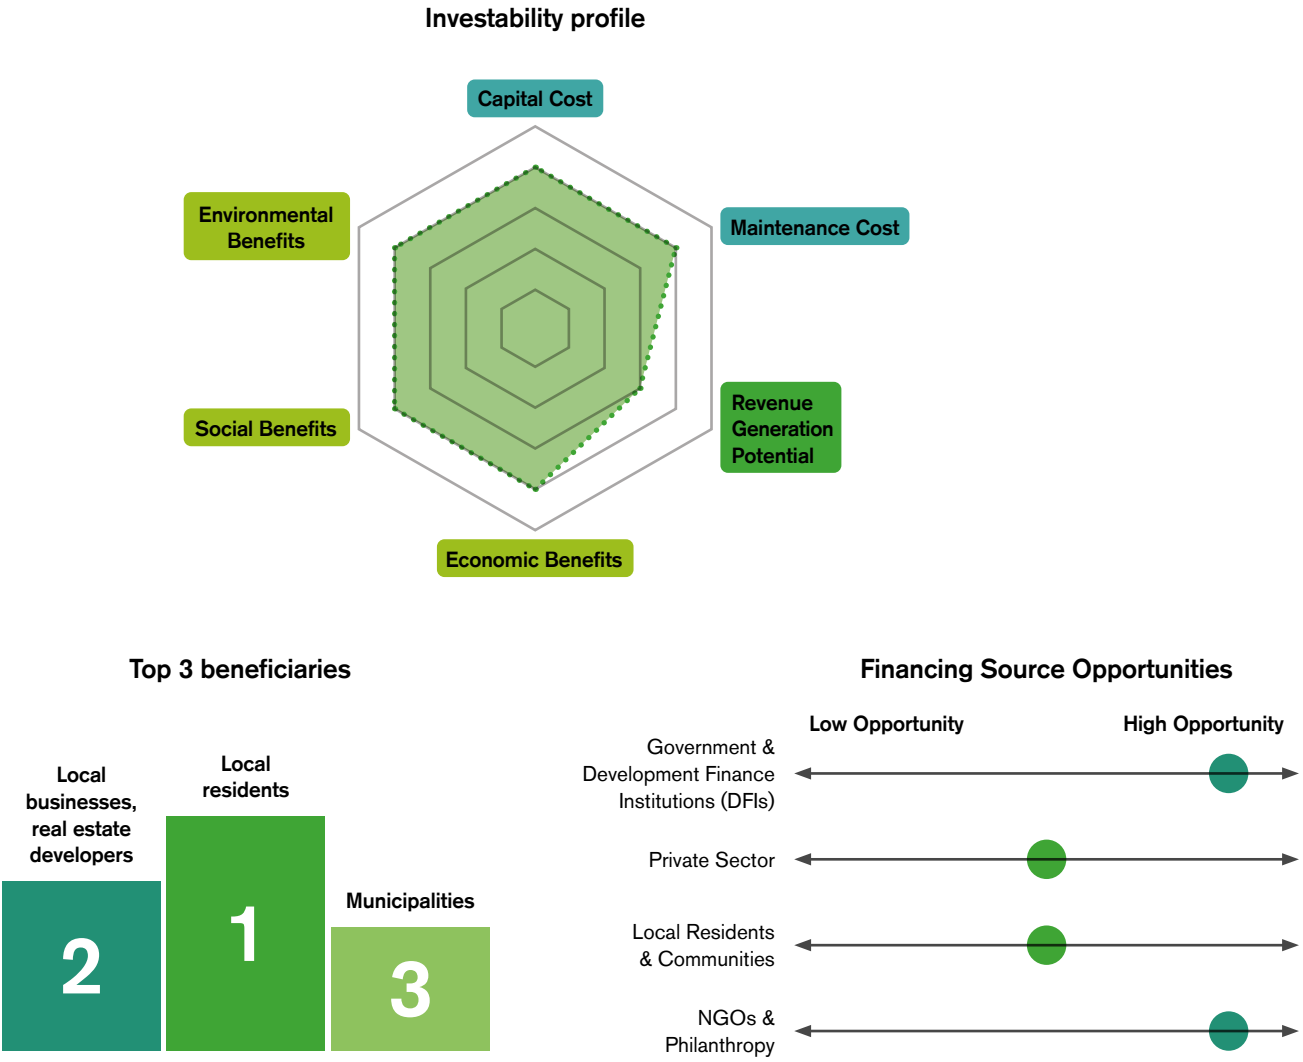 Investability profile
Capital Cost
Environmental
Benefits
Maintenance Cost
Social Benefits
Revenue
Generation
Potential
Economic Benefits
Top 3 beneficiaries
Local
businesses,
real estate
developers
2
Local
residents
1
Municipalities
3
Financing Source Opportunities
Low Opportunity
High Opportunity
Government &
Development Finance
Institutions (DFIs)
Private Sector
Local Residents
& Communities
NGOs &
Philanthropy